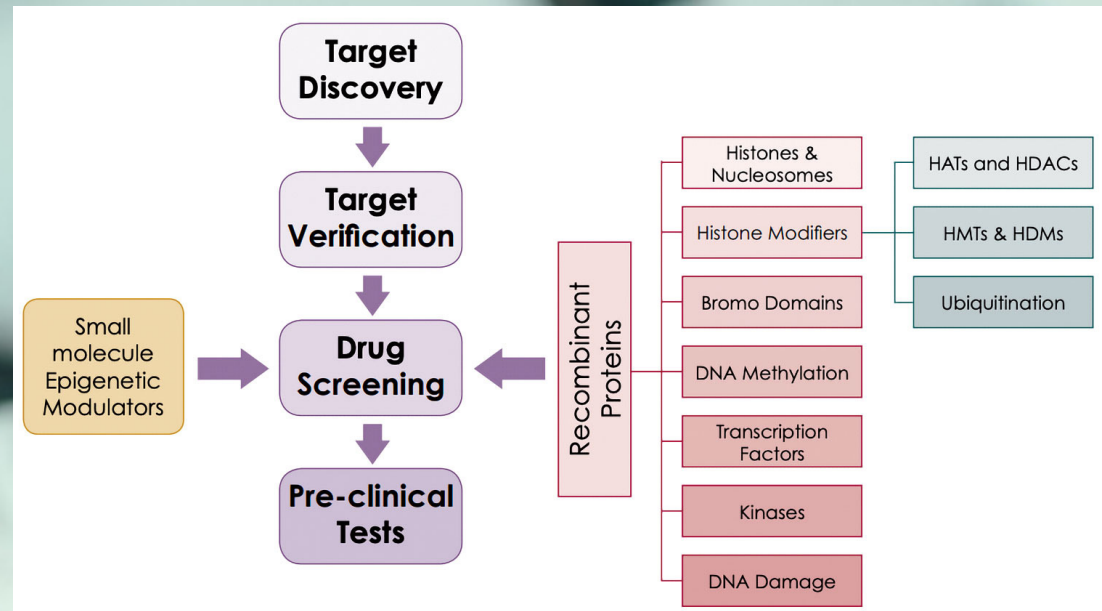 Target
Discovery
Target
Verification
Small
molecule
Epigenetic
Modulators
Drug
Screening
Pre-clinical
Tests
Recombinant
Proteins
Histones &
Nucleosomes
Histone Modifiers
Bromo Domains
DNA Methylation
Transcription
Factors
Kinases
DNA Damage
HATs and HDACs
HMTs & HDMs
Ubiquitination